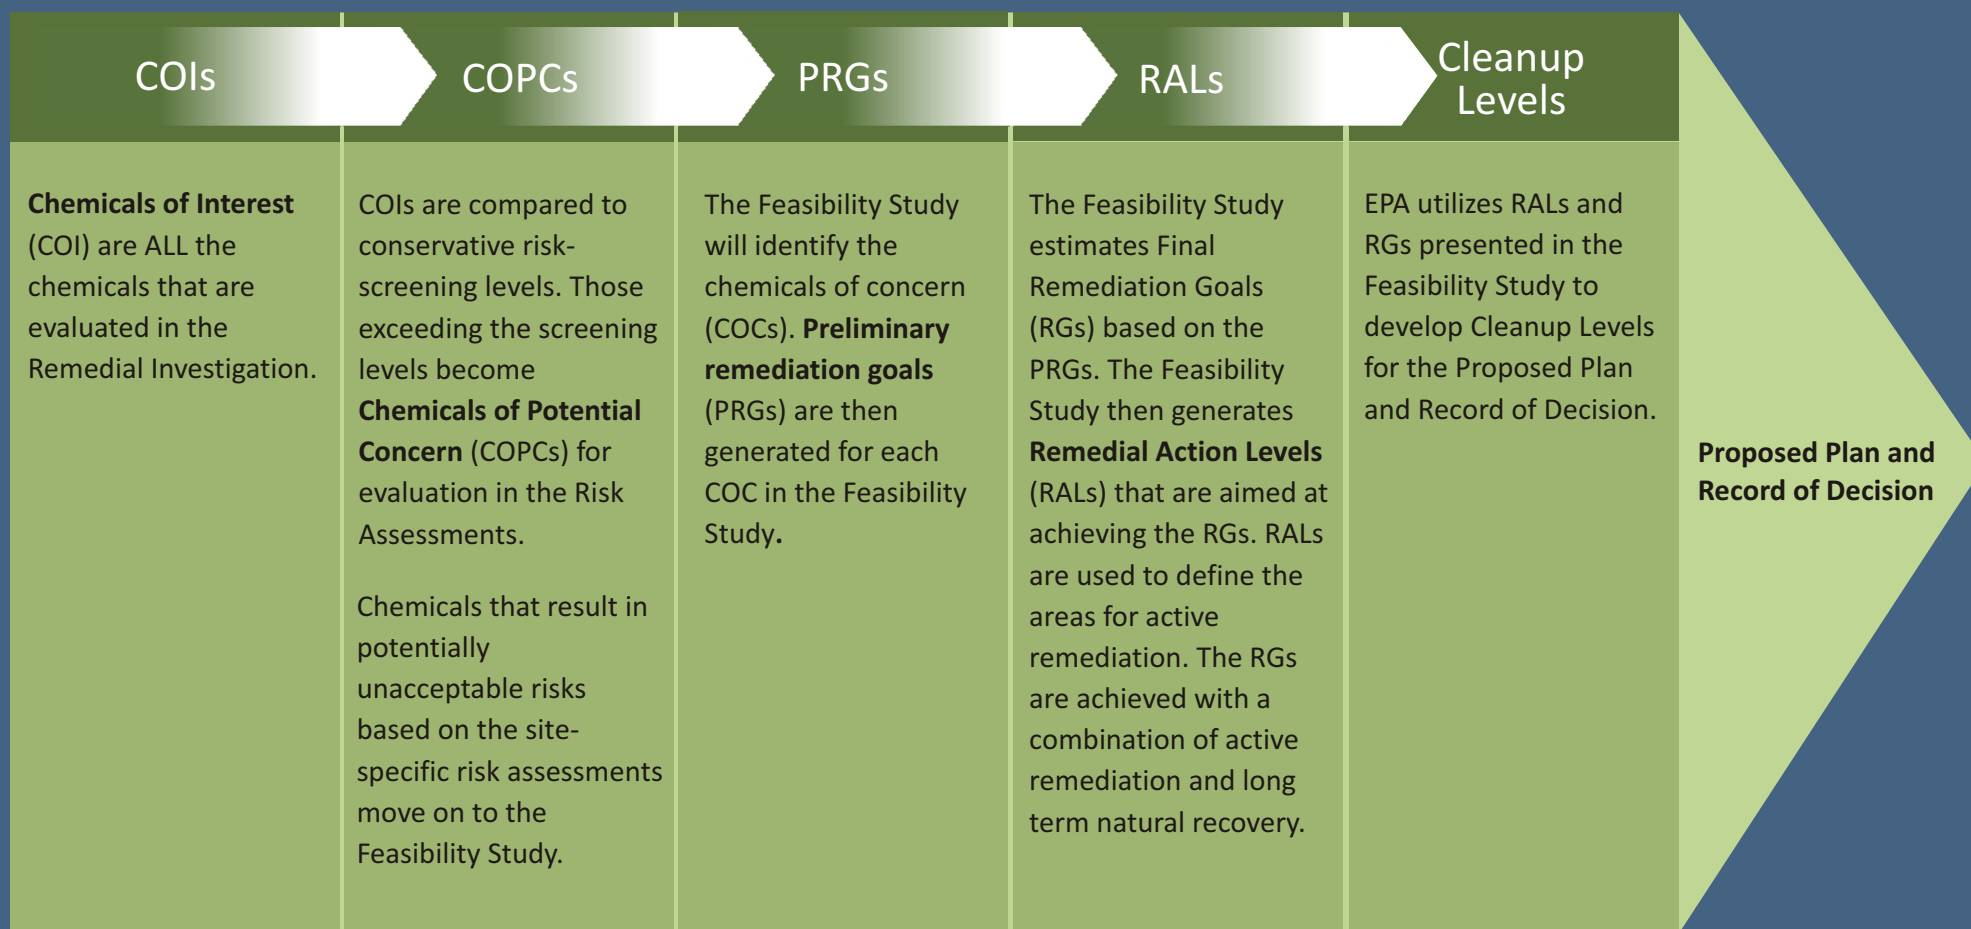 COIs
COPCs
PRGs
RALs
Cleanup
Levels
Chemicals of Interest
(COI) are ALL the
chemicals that are
evaluated in the
Remedial Investigation.
COIs are compared to
conservative risk-
screening levels. Those
exceeding the screening
levels become
Chemicals of Potential
Concern (COPCs) for
evaluation in the Risk
Assessments.
Chemicals that result in
potentially
unacceptable risks
based on the site-
specific risk assessments
move on to the
Feasibility Study.
The Feasibility Study
will identify the
chemicals of concern
(COCs). Preliminary
remediation goals
(PRGs) are then
generated for each
COC in the Feasibility
Study.
The Feasibility Study
estimates Final
Remediation Goals
(RGs) based on the
PRGs. The Feasibility
Study then generates
Remedial Action Levels
(RALs) that are aimed at
achieving the RGs. RALs
are used to define the
areas for active
remediation. The RGs
are achieved with a
combination of active
remediation and long
term natural recovery.
EPA utilizes RALs and
RGs presented in the
Feasibility Study to
develop Cleanup Levels
for the Proposed Plan
and Record of Decision.
Proposed Plan and
Record of Decision